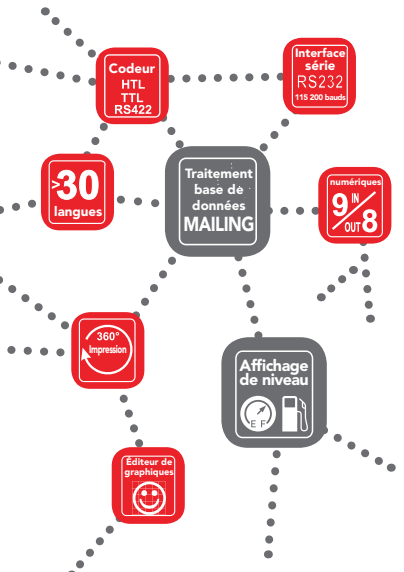 Codeur
HTL
TTL
RS422
Interface
série
RS232
115 200 bauds
>30
langues
Traitement
base de
données
MAILING
numériques
9 IN
OUT 8
360°
Impression
Affichage
de niveau
E F
Éditeur de
graphiques